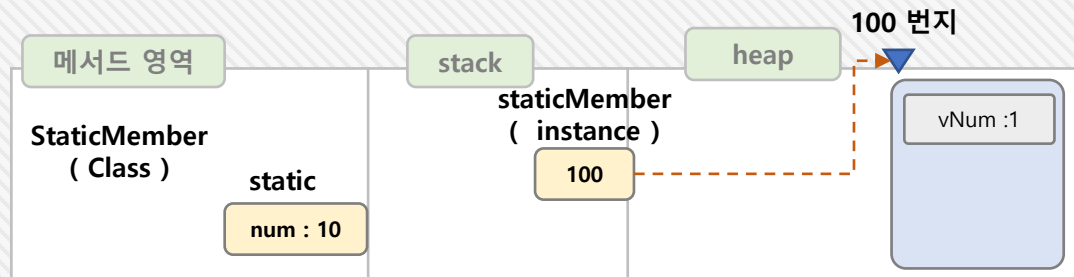 100 번지
메서드 영역
stack
heap
staticMember
( instance )
StaticMember
( Class )
static
100
vNum :1
num : 10